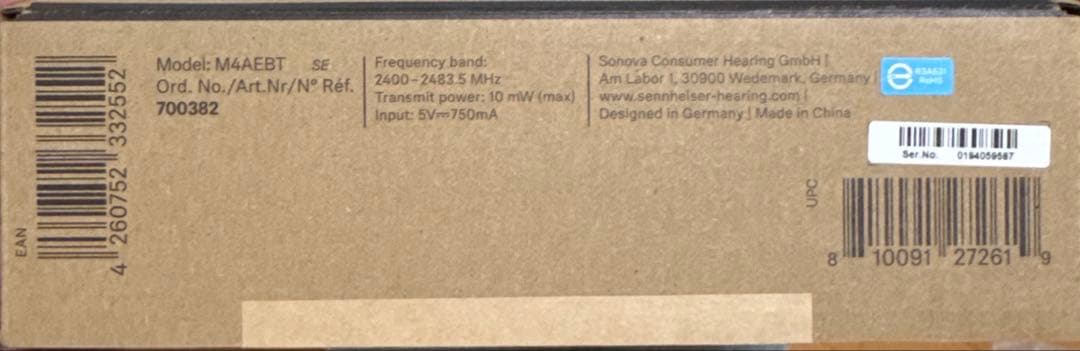 Model: M4AEBT SE
Ord. No./Art.Nr/N° Réf.
700382
Frequency band:
2400-2483.5 MHz
Transmit power: 10 mW (max)
Input: 5V⎓750mA
Sonova Consumer Hearing GmbH |
Am Labor 1, 30900 Wedemark, Germany |
www.sennheiser-hearing.com |
Designed in Germany | Made in China
RoHS
Ser.No. 0194059587
EAN
4 260752 332552
UPC
8 10091 27261 9